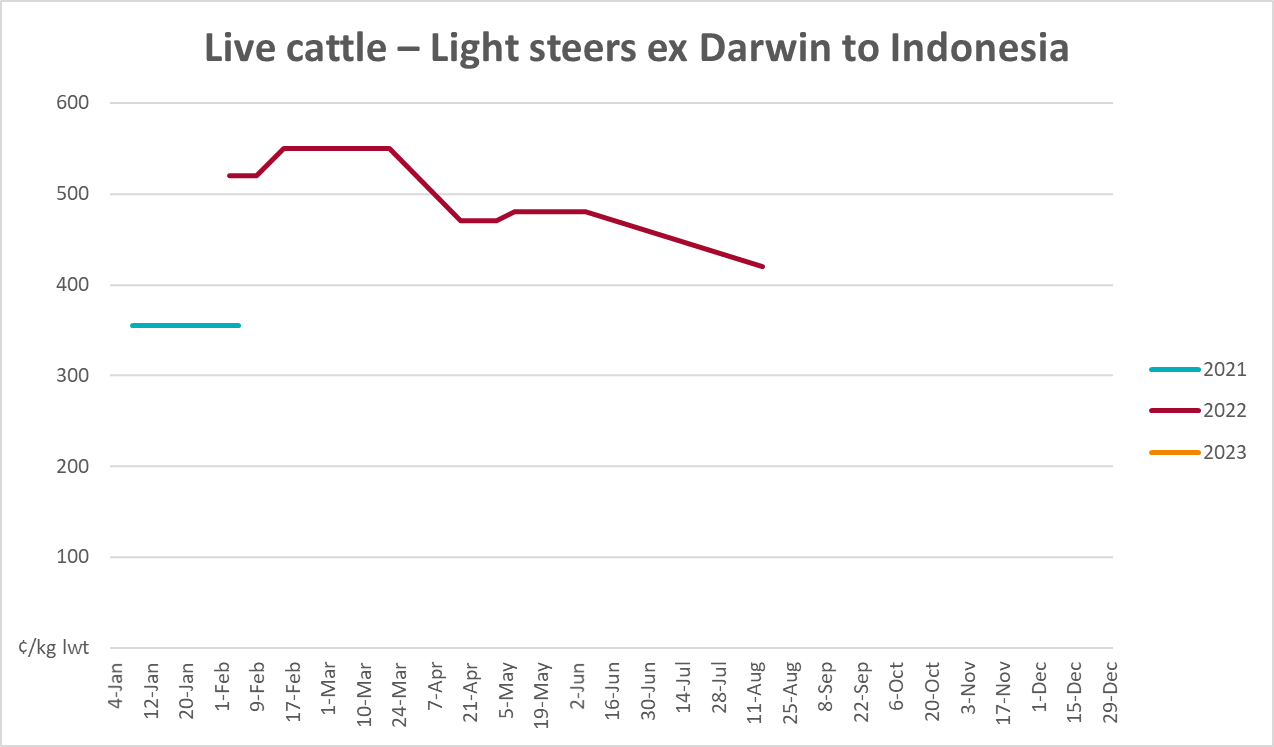 Live cattle – Light steers ex Darwin to Indonesia
600
500
400
300
200
100
¢/kg lwt
4-Jan
12-Jan
20-Jan
1-Feb
9-Feb
17-Feb
1-Mar
10-Mar
24-Mar
7-Apr
21-Apr
5-May
19-May
2-Jun
16-Jun
30-Jun
14-Jul
28-Jul
11-Aug
25-Aug
8-Sep
22-Sep
6-Oct
20-Oct
3-Nov
17-Nov
1-Dec
15-Dec
29-Dec
2021
2022
2023